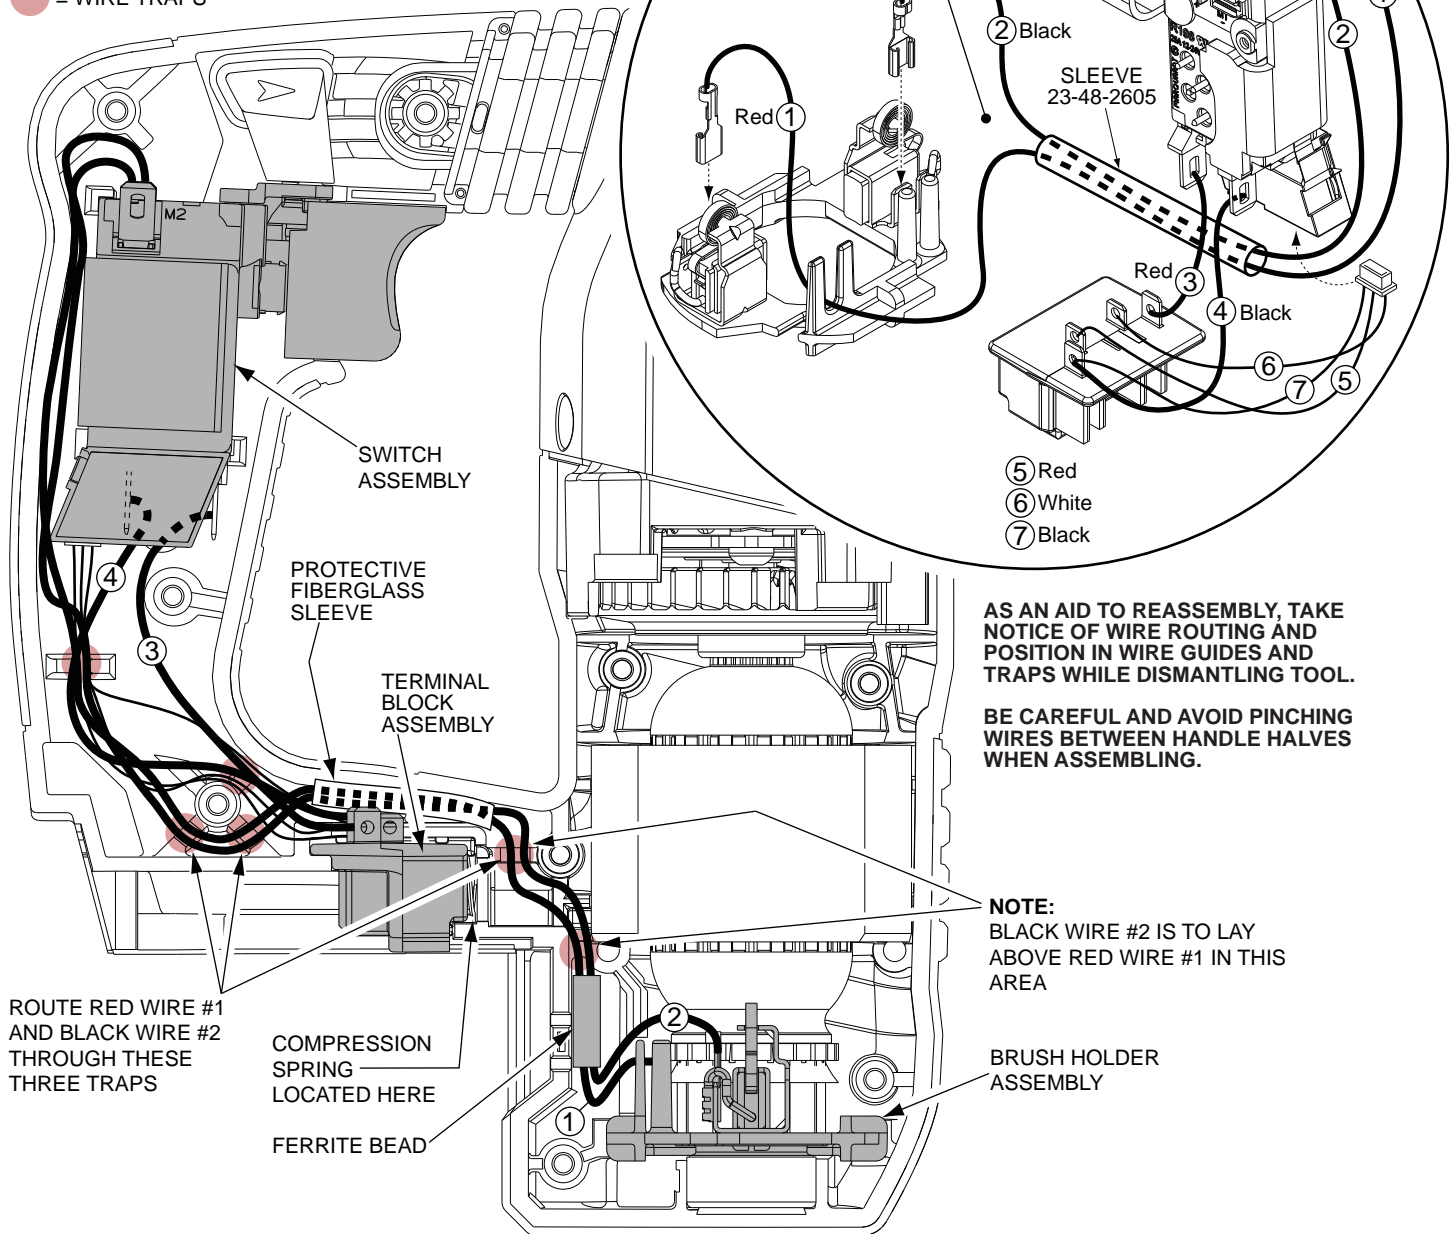 = WIRE TRAPS
2 Black
2
SLEEVE
23-48-2605
Red 1
M1
M2
Red 3
4 Black
6
7
5
5 Red
6 White
7 Black
SWITCH
ASSEMBLY
4
PROTECTIVE
FIBERGLASS
SLEEVE
3
TERMINAL
BLOCK
ASSEMBLY
AS AN AID TO REASSEMBLY, TAKE
NOTICE OF WIRE ROUTING AND
POSITION IN WIRE GUIDES AND
TRAPS WHILE DISMANTLING TOOL.
BE CAREFUL AND AVOID PINCHING
WIRES BETWEEN HANDLE HALVES
WHEN ASSEMBLING.
NOTE:
BLACK WIRE #2 IS TO LAY
ABOVE RED WIRE #1 IN THIS
AREA
ROUTE RED WIRE #1
AND BLACK WIRE #2
THROUGH THESE
THREE TRAPS
COMPRESSION
SPRING
LOCATED HERE
FERRITE BEAD
2
1
BRUSH HOLDER
ASSEMBLY